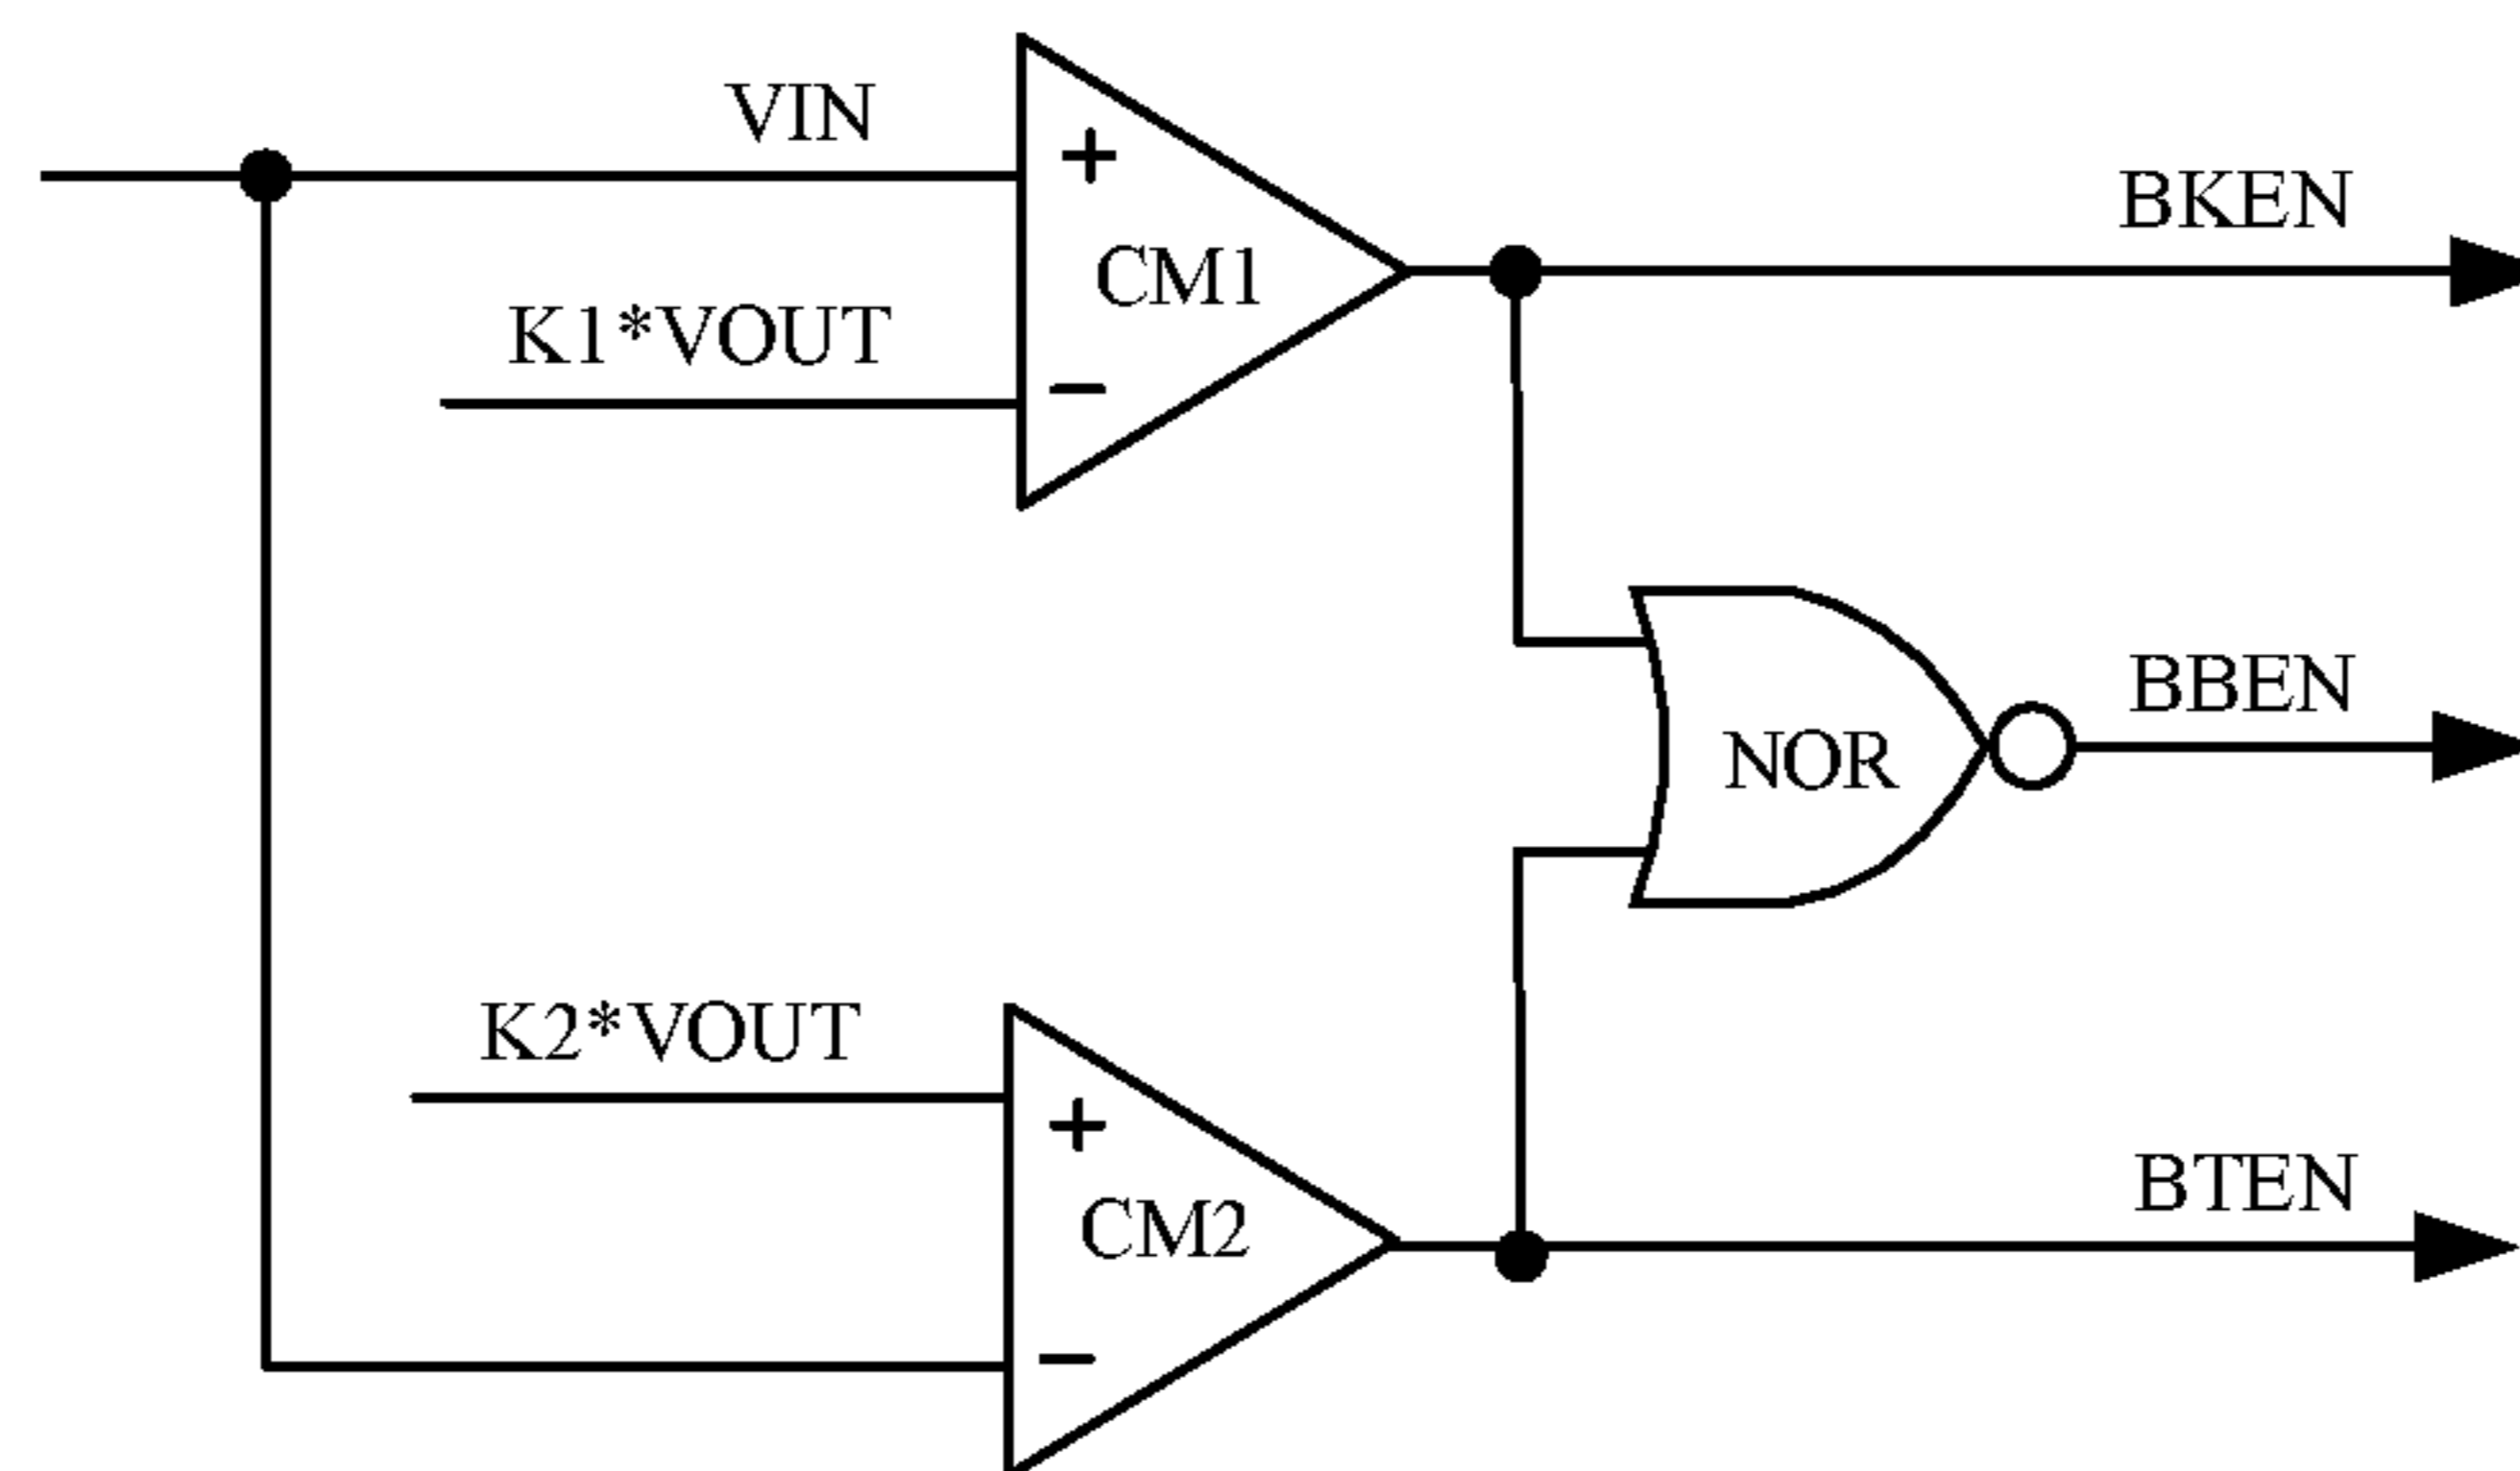 VIN
+
CM1
BKEN
K1*VOUT
−
NOR
BBEN
K2*VOUT
+
CM2
BTEN
−